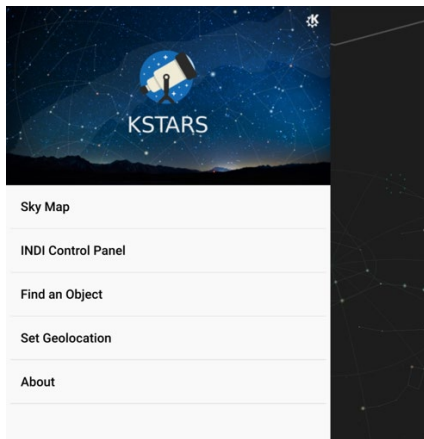 KSTARS
Sky Map
INDI Control Panel
Find an Object
Set Geolocation
About